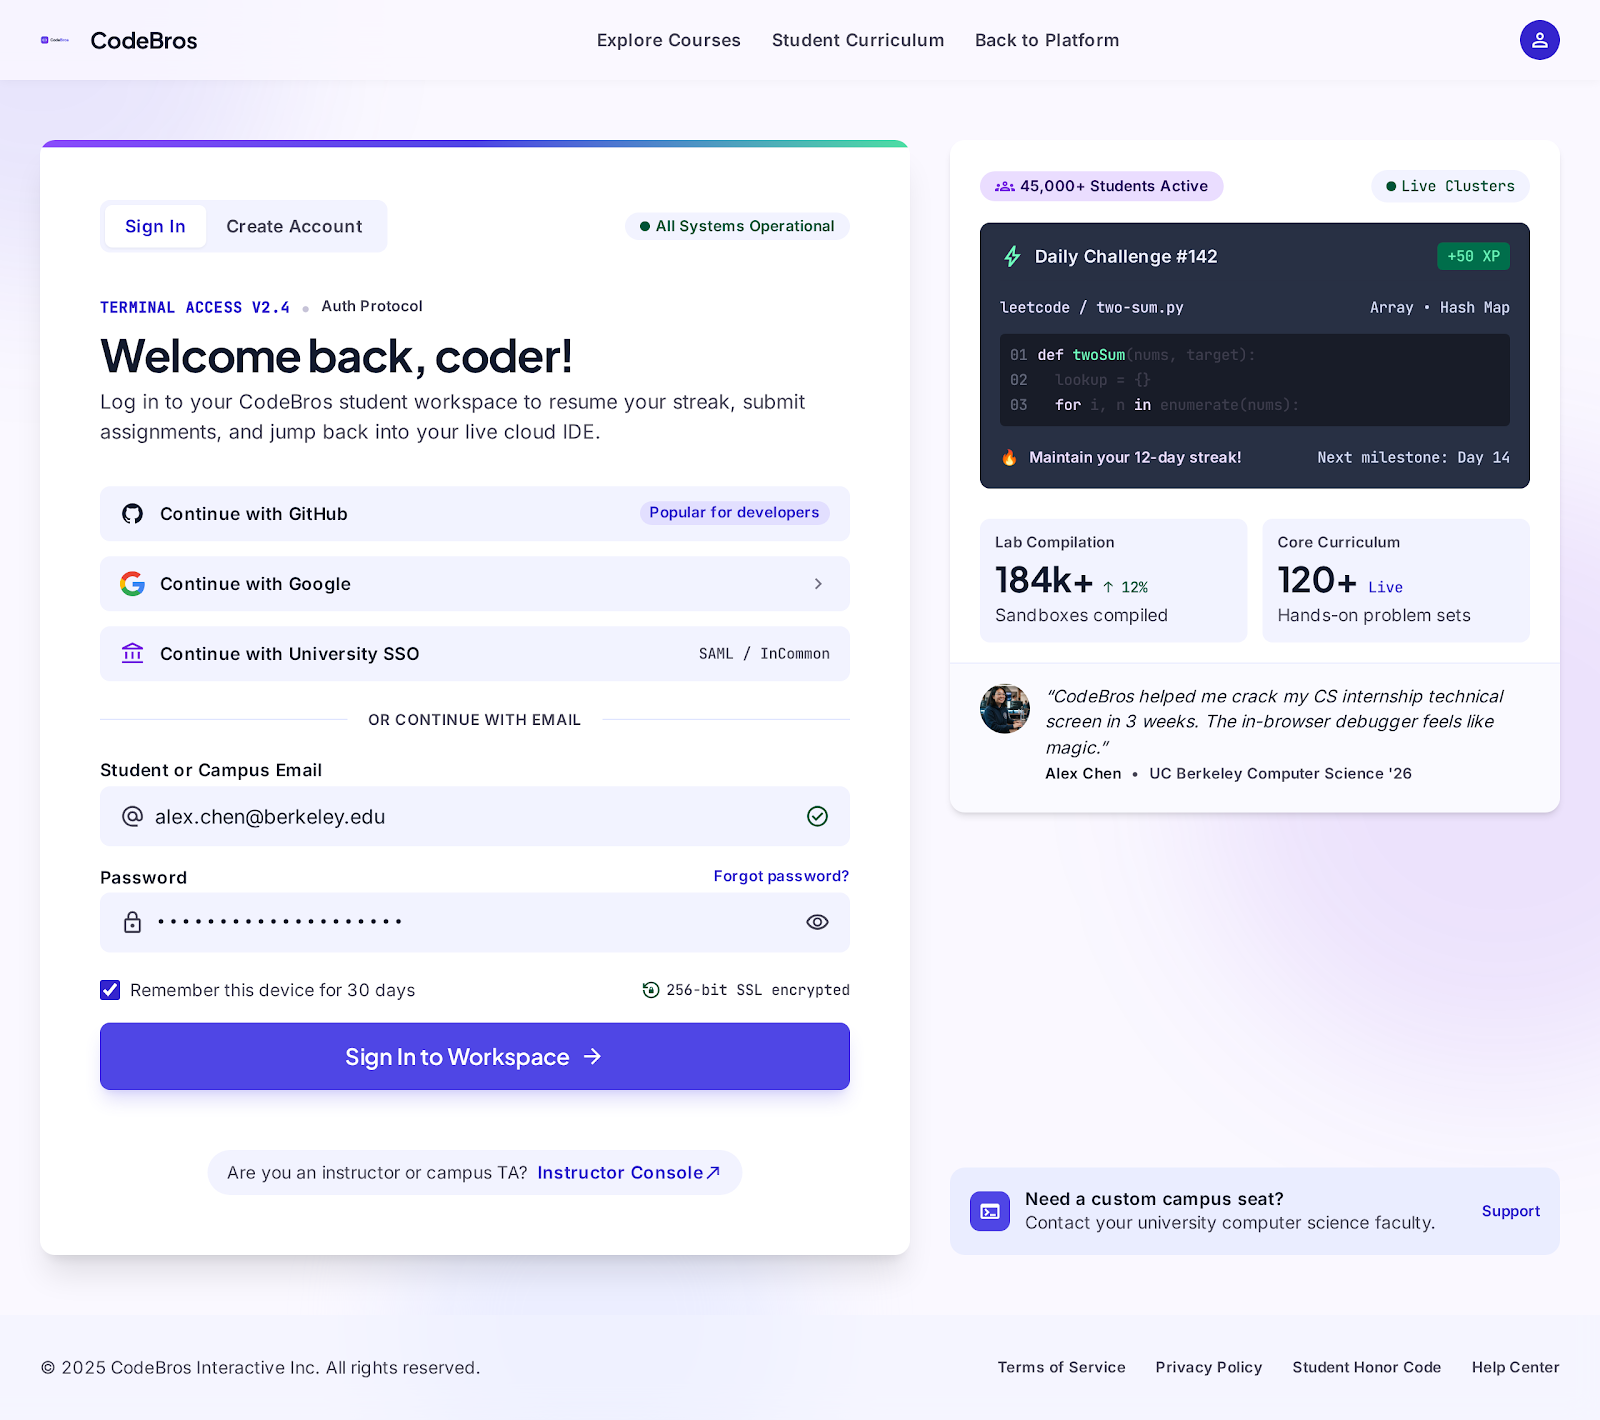 CodeBros
Explore Courses
Student Curriculum
Back to Platform
Sign In
Create Account
All Systems Operational
TERMINAL ACCESS V2.4
Auth Protocol
Welcome back, coder!
Log in to your CodeBros student workspace to resume your streak, submit
assignments, and jump back into your live cloud IDE.
Continue with GitHub
Popular for developers
Continue with Google
Continue with University SSO
SAML / InCommon
OR CONTINUE WITH EMAIL
Student or Campus Email
alex.chen@berkeley.edu
Password
Forgot password?
••••••••••••••••••••
Remember this device for 30 days
256-bit SSL encrypted
Sign In to Workspace →
Are you an instructor or campus TA? Instructor Console ↗
45,000+ Students Active
Live Clusters
Daily Challenge #142
+50 XP
leetcode / two-sum.py
Array • Hash Map
01 def twoSum(nums, target):
02 lookup = {}
03 for i, n in enumerate(nums):
🔥 Maintain your 12-day streak!
Next milestone: Day 14
Lab Compilation
184k+ ↑ 12%
Sandboxes compiled
Core Curriculum
120+ Live
Hands-on problem sets
“CodeBros helped me crack my CS internship technical
screen in 3 weeks. The in-browser debugger feels like
magic.”
Alex Chen • UC Berkeley Computer Science '26
Need a custom campus seat?
Contact your university computer science faculty.
Support
© 2025 CodeBros Interactive Inc. All rights reserved.
Terms of Service
Privacy Policy
Student Honor Code
Help Center